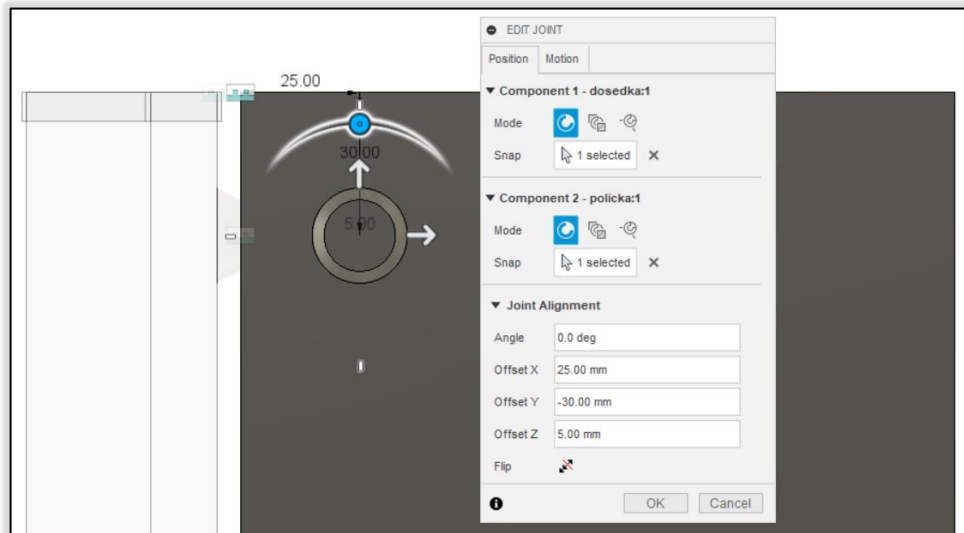 25.00
30.00
5.00
EDIT JOINT
Position Motion
Component 1 - dosedka:1
Mode
Snap 1 selected
Component 2 - policka:1
Mode
Snap 1 selected
Joint Alignment
Angle 0.0 deg
Offset X 25.00 mm
Offset Y -30.00 mm
Offset Z 5.00 mm
Flip
OK Cancel